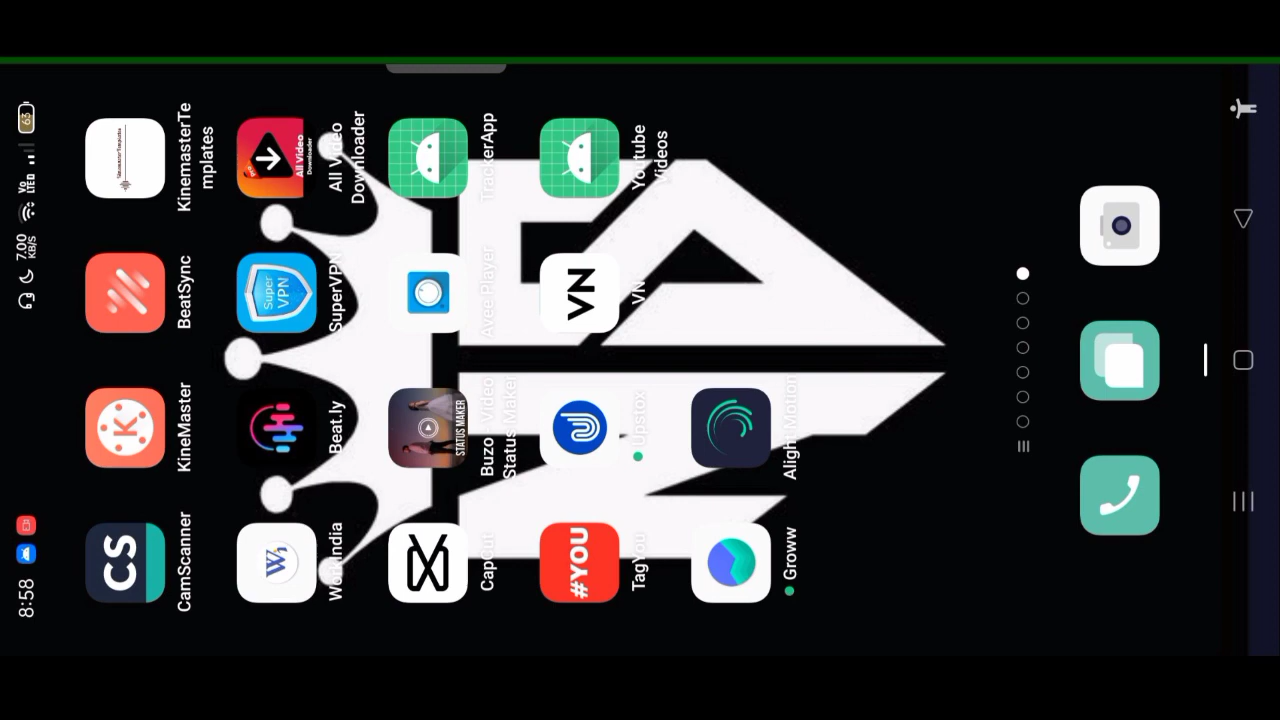 8:58
7.00
KB/S
Vo
LTE
63
CS
CamScanner
KineMaster
BeatSync
KinemasterTemplates
KinemasterTe
mplates
W
WorkIndia
Beat.ly
Super
VPN
SuperVPN
All Video
Downloader
All Video
Downloader
CapCut
STATUS MAKER
Buzo - Video
Status Maker
Avee Player
TrackerApp
#YOU
TagYou
Upstox
VN
VN
Youtube
Videos
Groww
Alight Motion